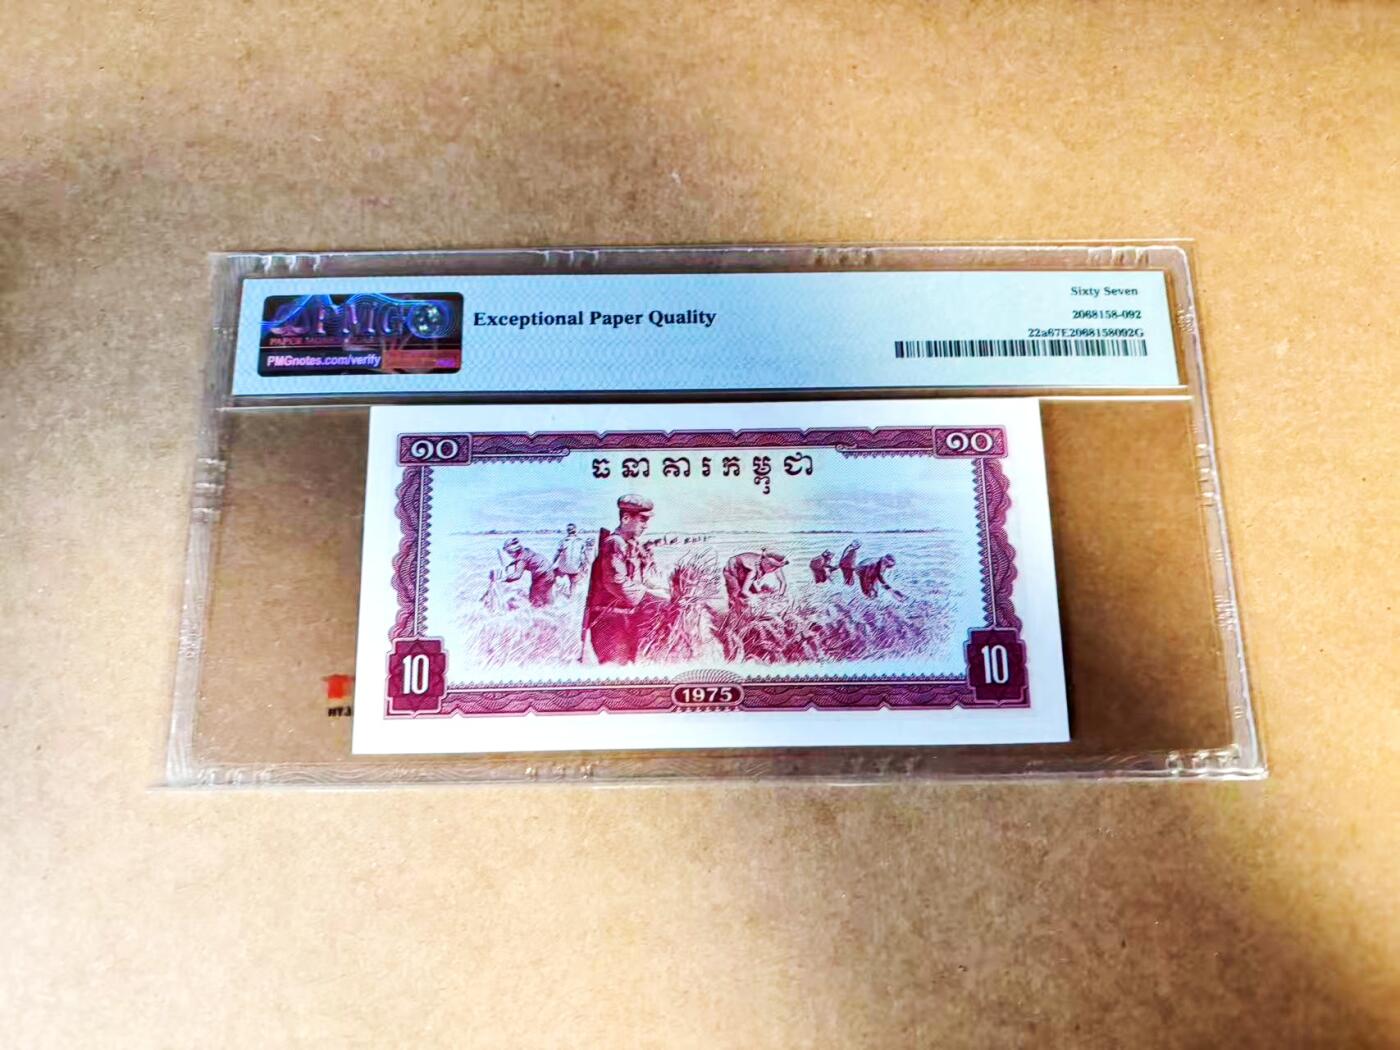 PMG
PMGnotes.com/verify
Exceptional Paper Quality
Sixty Seven
2068158-092
22a67E2068158092G
១០
១០
ធនាគារកម្ពុជា
10
10
1975